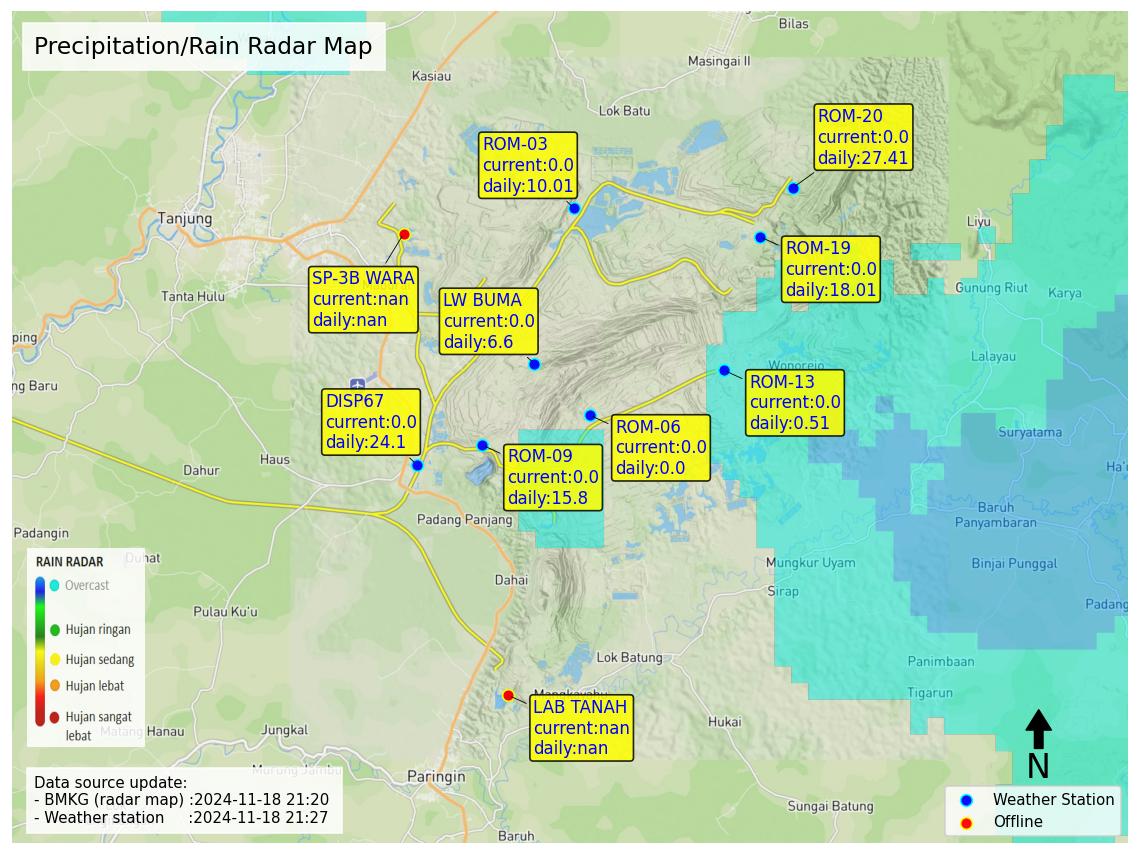 Precipitation/Rain Radar Map
Bilas
Masingai II
Kasiau
Lok Batu
ROM-20
current:0.0
daily:27.41
ROM-03
current:0.0
daily:10.01
Tanjung
Liyu
ROM-19
current:0.0
daily:18.01
SP-3B WARA
current:nan
daily:nan
Tanta Hulu
LW BUMA
current:0.0
daily:6.6
Gunung Riut
Karya
ping
Lalayau
Wonorejo
ng Baru
ROM-13
current:0.0
daily:0.51
DISP67
current:0.0
daily:24.1
ROM-06
current:0.0
daily:0.0
Suryatama
ROM-09
current:0.0
daily:15.8
Haus
Dahur
Ha'u
Padang Panjang
Baruh
Panyambaran
Padangin
Duhat
Mungkur Uyam
Binjai Punggal
Dahai
Sirap
Padang
Pulau Ku'u
RAIN RADAR
Overcast
Hujan ringan
Hujan sedang
Hujan lebat
Hujan sangat
lebat
Lok Batung
Panimbaan
Tigarun
LAB TANAH
current:nan
daily:nan
Matang Hanau
Jungkal
Hukai
N
Murung Jambu
Paringin
Data source update:
- BMKG (radar map) :2024-11-18 21:20
- Weather station :2024-11-18 21:27
Sungai Batung
Baruh
Weather Station
Offline